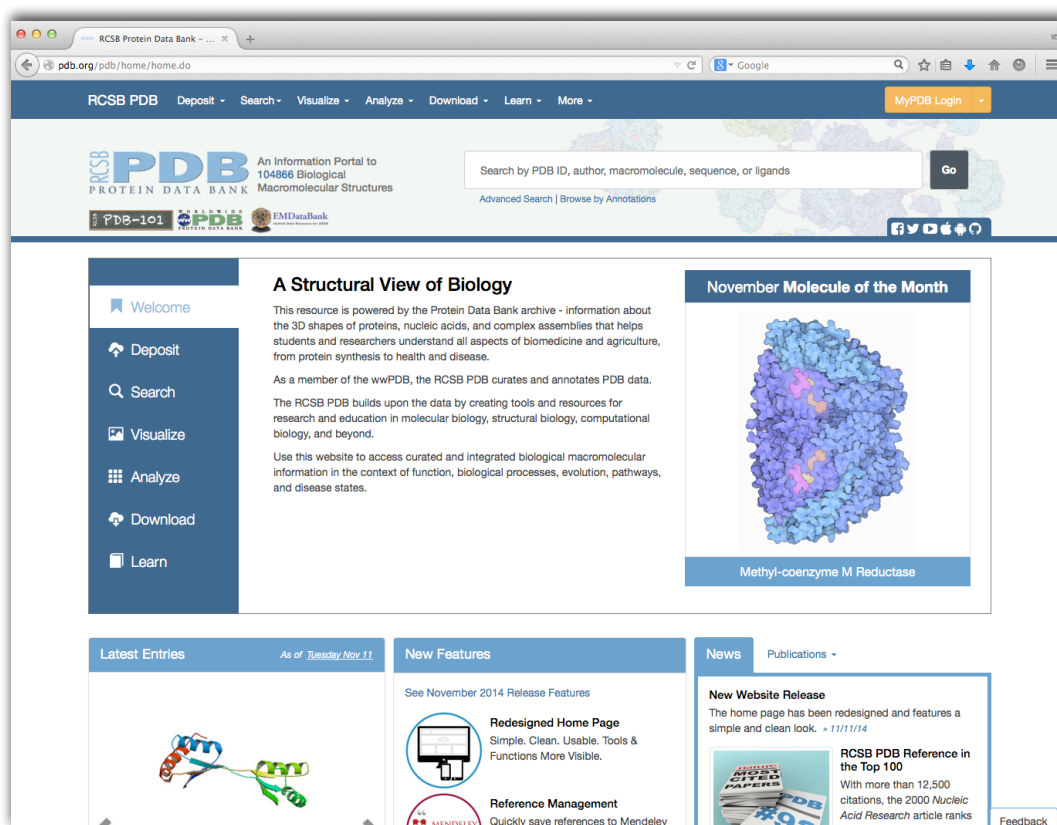 RCSB Protein Data Bank – ...
pdb.org/pdb/home/home.do
Google
RCSB PDB Deposit Search Visualize Analyze Download Learn More MyPDB Login
RCSB PDB
PROTEIN DATA BANK
An Information Portal to
104866 Biological
Macromolecular Structures
Search by PDB ID, author, macromolecule, sequence, or ligands
Go
Advanced Search | Browse by Annotations
PDB-101
WORLDWIDE
PDB
PROTEIN DATA BANK
EMDataBank
Welcome
Deposit
Search
Visualize
Analyze
Download
Learn
A Structural View of Biology
This resource is powered by the Protein Data Bank archive - information about
the 3D shapes of proteins, nucleic acids, and complex assemblies that helps
students and researchers understand all aspects of biomedicine and agriculture,
from protein synthesis to health and disease.
As a member of the wwPDB, the RCSB PDB curates and annotates PDB data.
The RCSB PDB builds upon the data by creating tools and resources for
research and education in molecular biology, structural biology, computational
biology, and beyond.
Use this website to access curated and integrated biological macromolecular
information in the context of function, biological processes, evolution, pathways,
and disease states.
November Molecule of the Month
Methyl-coenzyme M Reductase
Latest Entries As of Tuesday Nov 11
New Features
See November 2014 Release Features
Redesigned Home Page
Simple. Clean. Usable. Tools &
Functions More Visible.
Reference Management
Quickly save references to Mendeley
MENDELEY
News Publications
New Website Release
The home page has been redesigned and features a
simple and clean look. » 11/11/14
nature
MOST
CITED
PAPERS
PDB
#92
RCSB PDB Reference in
the Top 100
With more than 12,500
citations, the 2000 Nucleic
Acid Research article ranks
Feedback